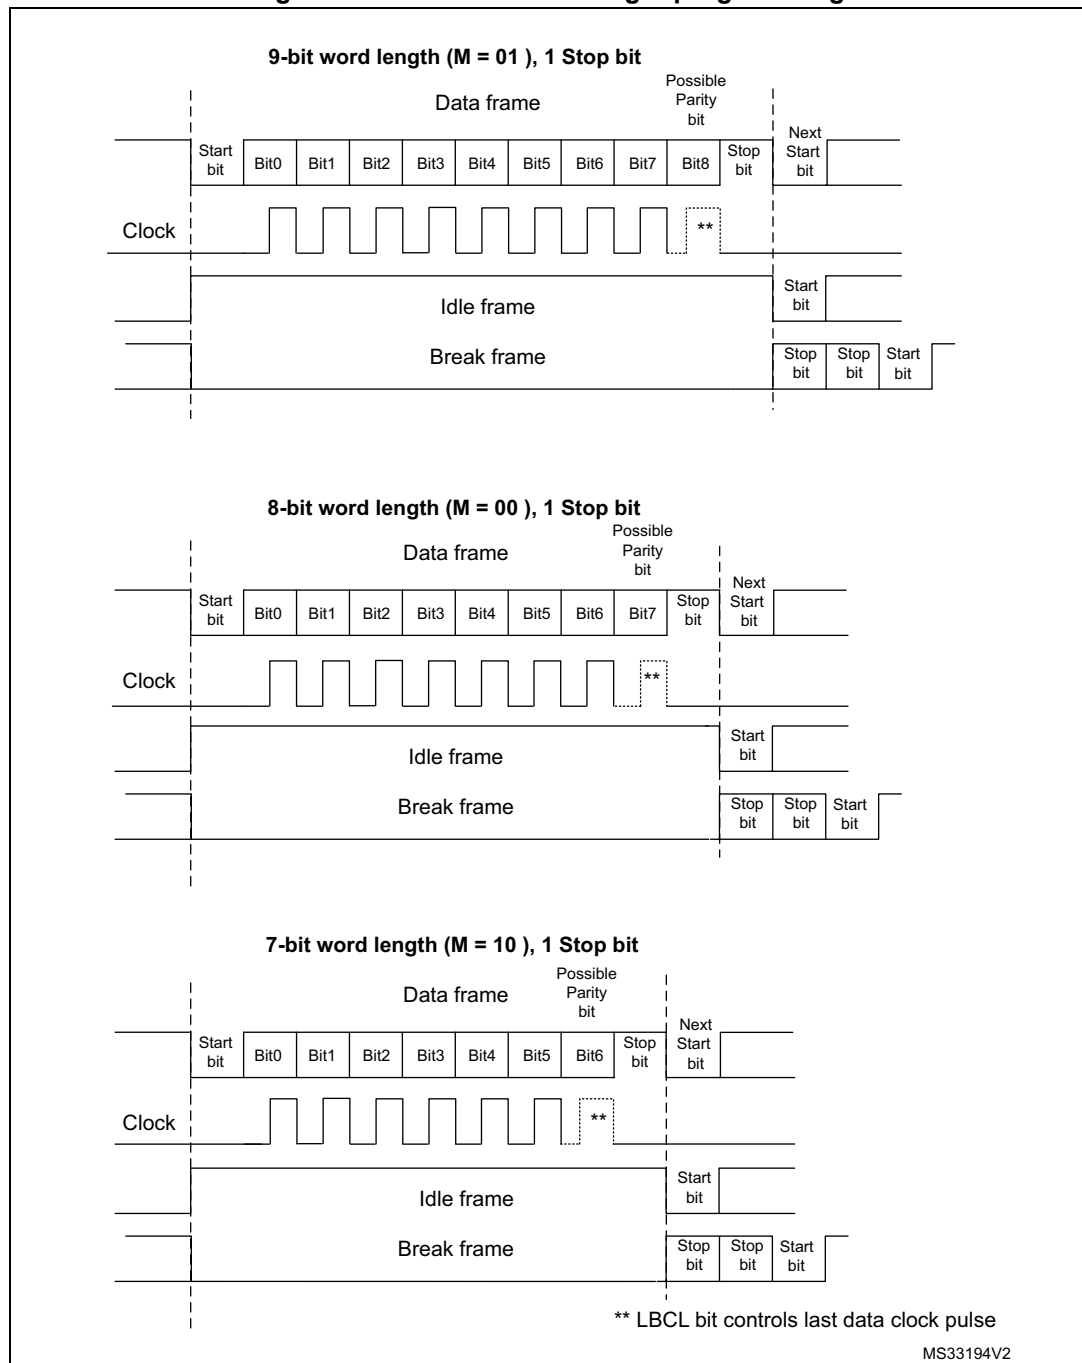 9-bit word length (M = 01 ), 1 Stop bit
Data frame
Possible
Parity
bit
Start
bit
Bit0 Bit1 Bit2 Bit3 Bit4 Bit5 Bit6 Bit7 Bit8
Stop
bit
Next
Start
bit
Clock
**
Idle frame
Start
bit
Break frame
Stop
bit
Stop
bit
Start
bit
8-bit word length (M = 00 ), 1 Stop bit
Data frame
Possible
Parity
bit
Start
bit
Bit0 Bit1 Bit2 Bit3 Bit4 Bit5 Bit6 Bit7
Stop
bit
Next
Start
bit
Clock
**
Idle frame
Start
bit
Break frame
Stop
bit
Stop
bit
Start
bit
7-bit word length (M = 10 ), 1 Stop bit
Data frame
Possible
Parity
bit
Start
bit
Bit0 Bit1 Bit2 Bit3 Bit4 Bit5 Bit6
Stop
bit
Next
Start
bit
Clock
**
Idle frame
Start
bit
Break frame
Stop
bit
Stop
bit
Start
bit
** LBCL bit controls last data clock pulse
MS33194V2